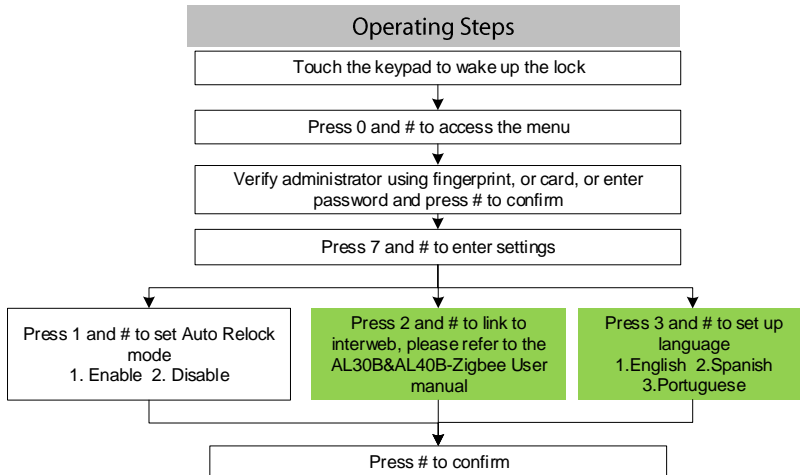 Operating Steps
Touch the keypad to wake up the lock
Press 0 and # to access the menu
Verify administrator using fingerprint, or card, or enter
password and press # to confirm
Press 7 and # to enter settings
Press 1 and # to set Auto Relock
mode
1. Enable 2. Disable
Press 2 and # to link to
interweb, please refer to the
AL30B&AL40B-Zigbee User
manual
Press 3 and # to set up
language
1.English 2.Spanish
3.Portuguese
Press # to confirm